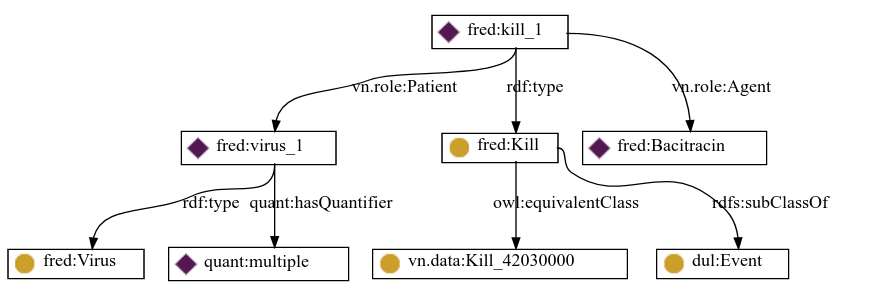 fred:kill_1
vn.role:Patient
rdf:type
vn.role:Agent
fred:virus_1
fred:Kill
fred:Bacitracin
rdf:type
quant:hasQuantifier
owl:equivalentClass
rdfs:subClassOf
fred:Virus
quant:multiple
vn.data:Kill_42030000
dul:Event